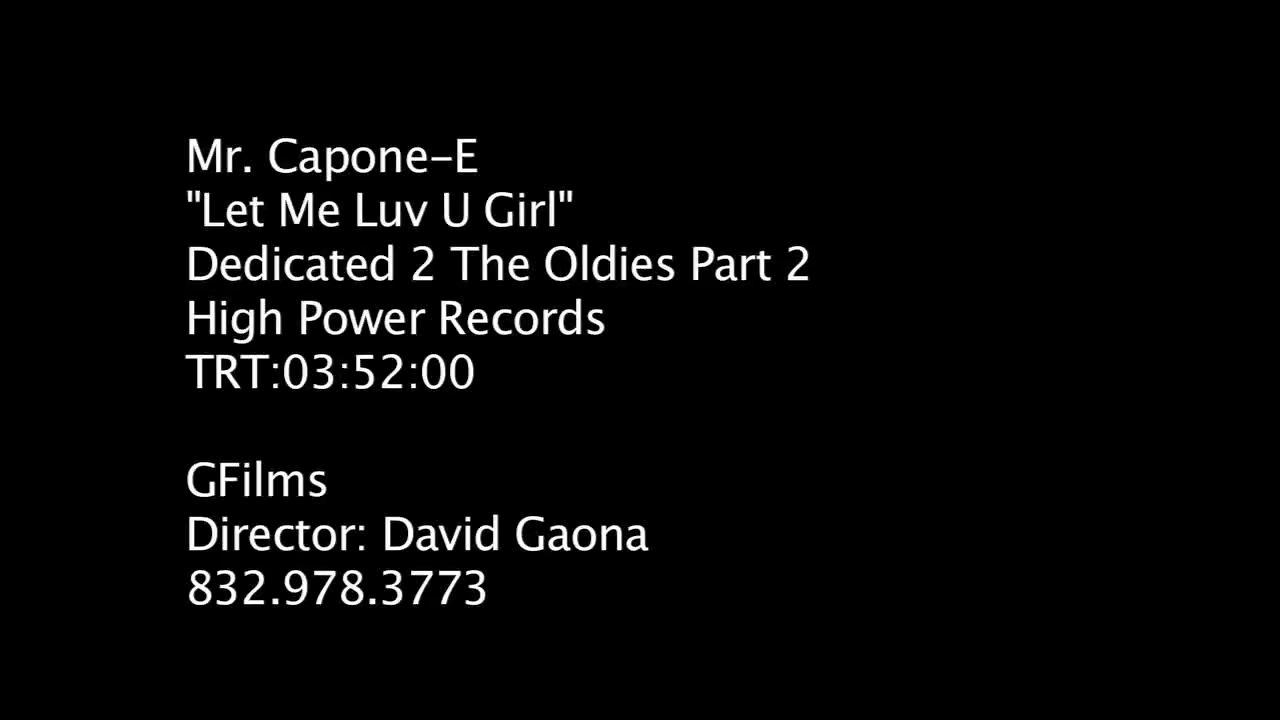 Mr. Capone-E
"Let Me Luv U Girl"
Dedicated 2 The Oldies Part 2
High Power Records
TRT:03:52:00
GFilms
Director: David Gaona
832.978.3773